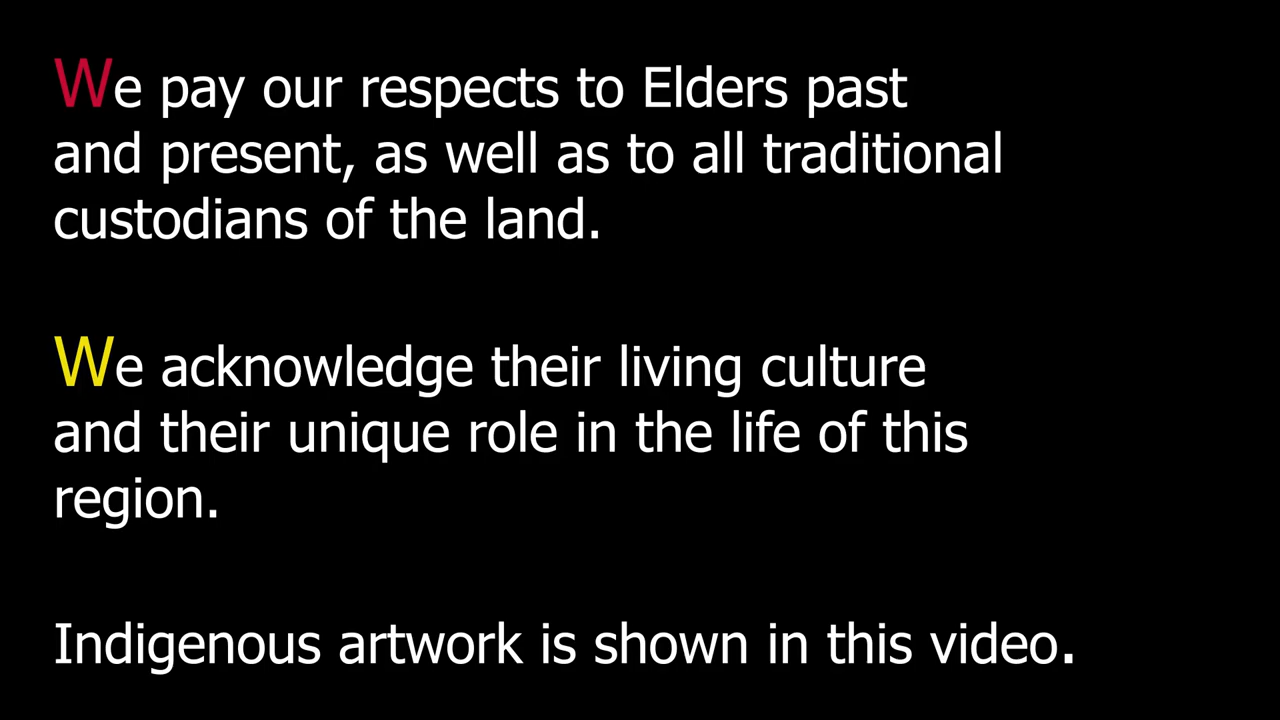 We pay our respects to Elders past
and present, as well as to all traditional
custodians of the land.
We acknowledge their living culture
and their unique role in the life of this
region.
Indigenous artwork is shown in this video.